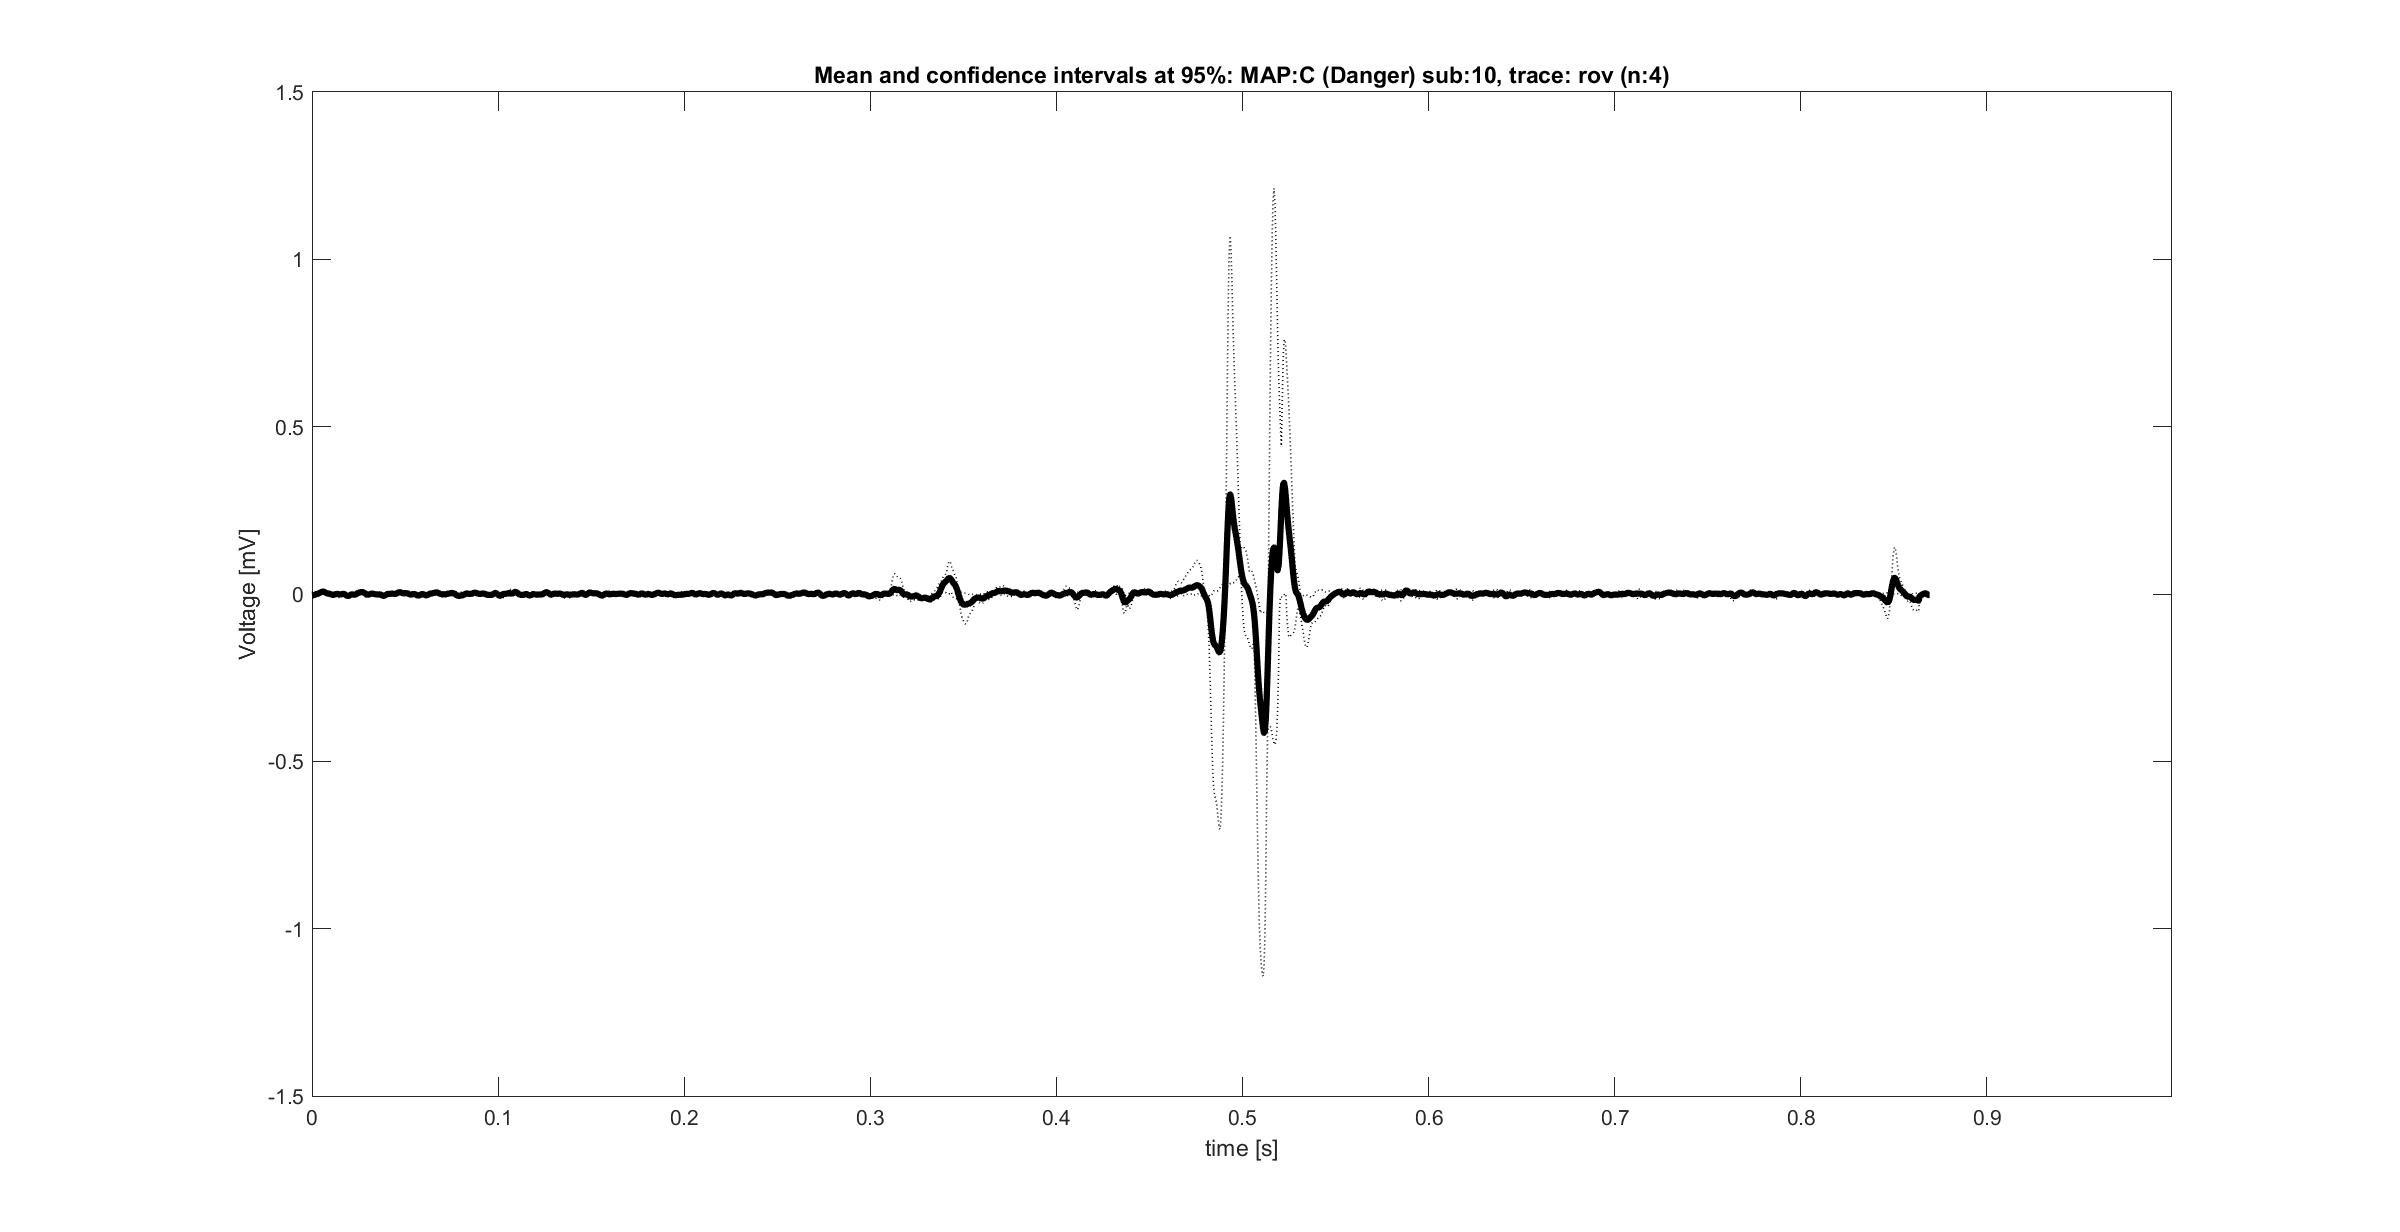 Mean and confidence intervals at 95%: MAP:C (Danger) sub:10, trace: rov (n:4)
1.5
1
0.5
0
-0.5
-1
-1.5
Voltage [mV]
0 0.1 0.2 0.3 0.4 0.5 0.6 0.7 0.8 0.9
time [s]